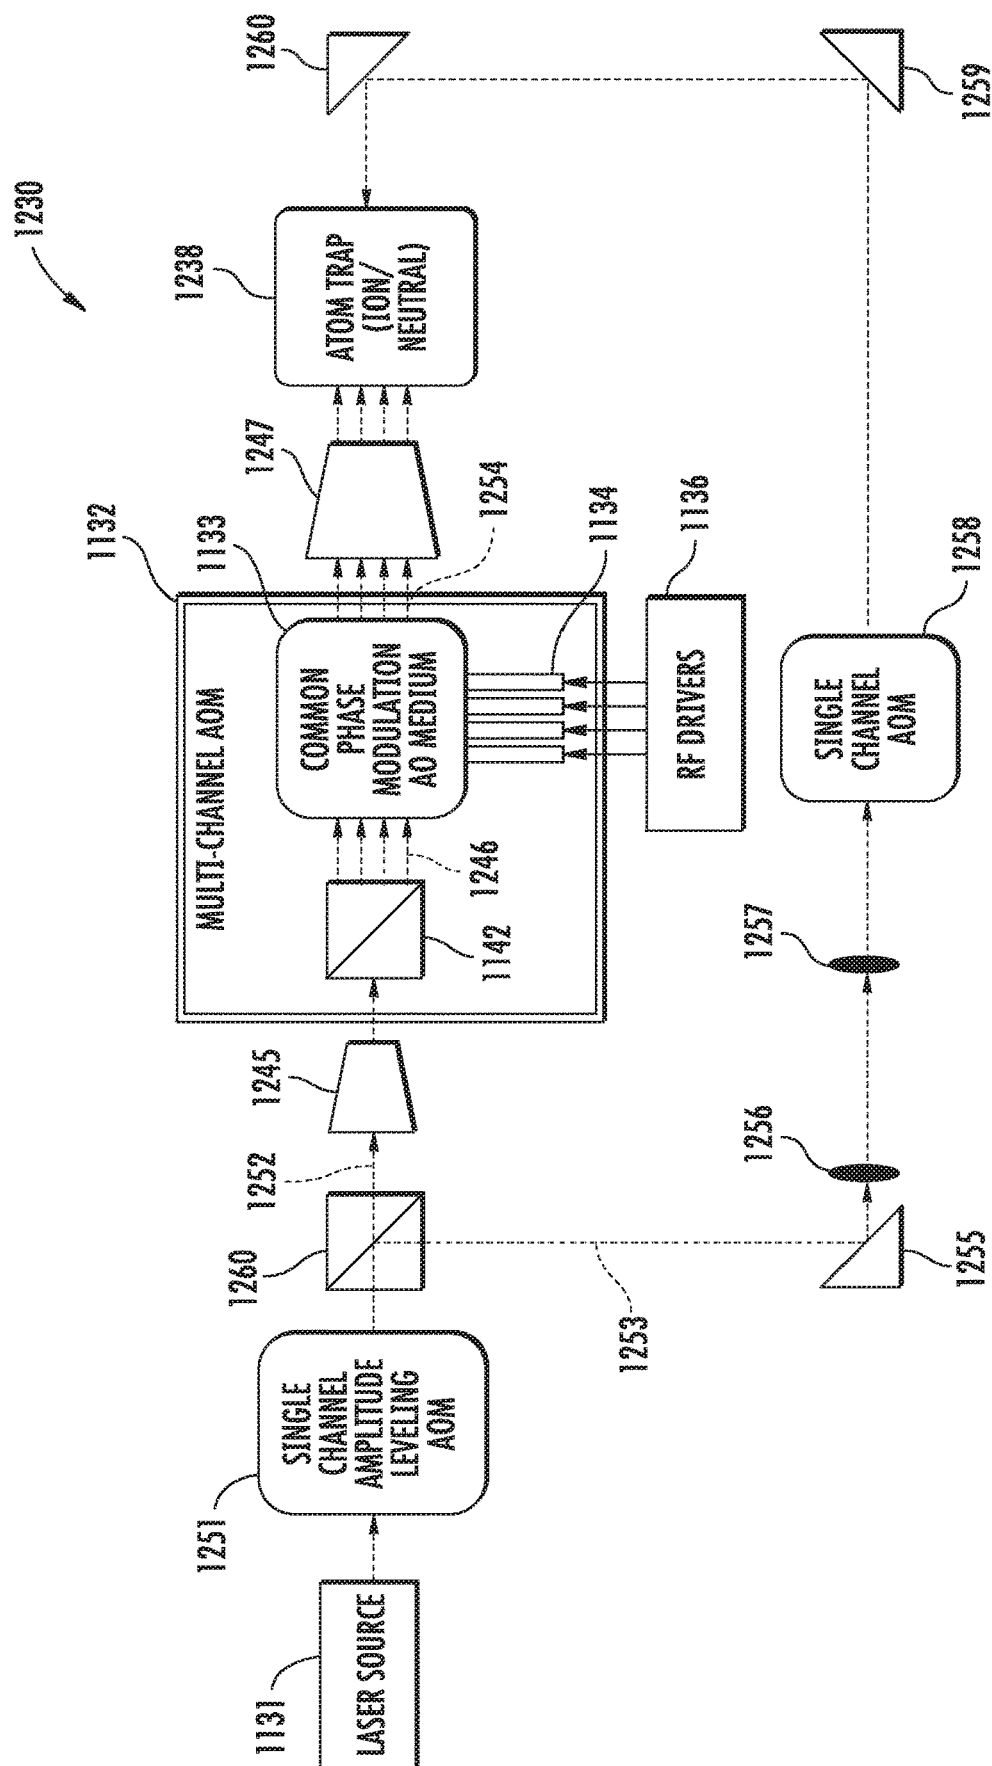 1230
1131
LASER SOURCE
1251
SINGLE
CHANNEL
AMPLITUDE
LEVELING
AOM
1260
1252
1253
1245
1132
MULTI-CHANNEL AOM
1142
1246
1133
COMMON
PHASE
MODULATION
AO MEDIUM
1254
1134
1136
RF DRIVERS
1247
1238
ATOM TRAP
(ION/
NEUTRAL)
1260
1255
1256
1257
SINGLE
CHANNEL
AOM
1258
1259